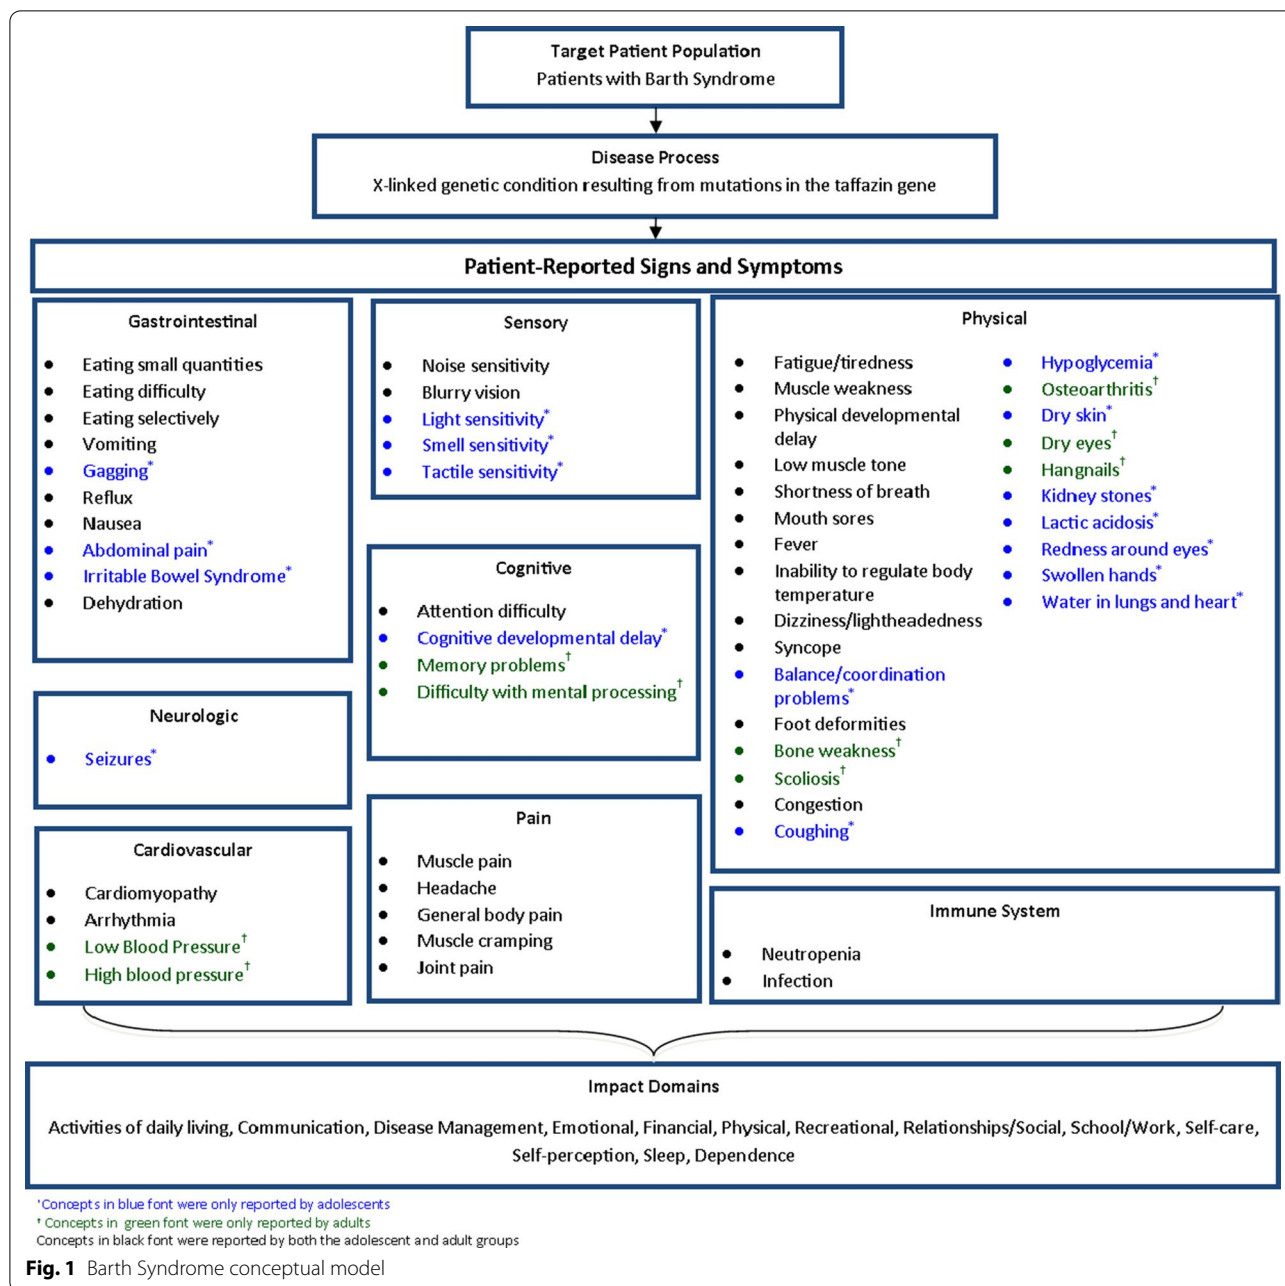 Target Patient Population
Patients with Barth Syndrome
Disease Process
X-linked genetic condition resulting from mutations in the taffazin gene
Patient-Reported Signs and Symptoms
Gastrointestinal
● Eating small quantities
● Eating difficulty
● Eating selectively
● Vomiting
● Gagging*
● Reflux
● Nausea
● Abdominal pain*
● Irritable Bowel Syndrome*
● Dehydration
Neurologic
● Seizures*
Cardiovascular
● Cardiomyopathy
● Arrhythmia
● Low Blood Pressure†
● High blood pressure†
Sensory
● Noise sensitivity
● Blurry vision
● Light sensitivity*
● Smell sensitivity*
● Tactile sensitivity*
Cognitive
● Attention difficulty
● Cognitive developmental delay*
● Memory problems†
● Difficulty with mental processing†
Pain
● Muscle pain
● Headache
● General body pain
● Muscle cramping
● Joint pain
Physical
● Fatigue/tiredness
● Muscle weakness
● Physical developmental
delay
● Low muscle tone
● Shortness of breath
● Mouth sores
● Fever
● Inability to regulate body
temperature
● Dizziness/lightheadedness
● Syncope
● Balance/coordination
problems*
● Foot deformities
● Bone weakness†
● Scoliosis†
● Congestion
● Coughing*
● Hypoglycemia*
● Osteoarthritis†
● Dry skin*
● Dry eyes†
● Hangnails†
● Kidney stones*
● Lactic acidosis*
● Redness around eyes*
● Swollen hands*
● Water in lungs and heart*
Immune System
● Neutropenia
● Infection
Impact Domains
Activities of daily living, Communication, Disease Management, Emotional, Financial, Physical, Recreational, Relationships/Social, School/Work, Self-care,
Self-perception, Sleep, Dependence
*Concepts in blue font were only reported by adolescents
† Concepts in green font were only reported by adults
Concepts in black font were reported by both the adolescent and adult groups
Fig. 1 Barth Syndrome conceptual model